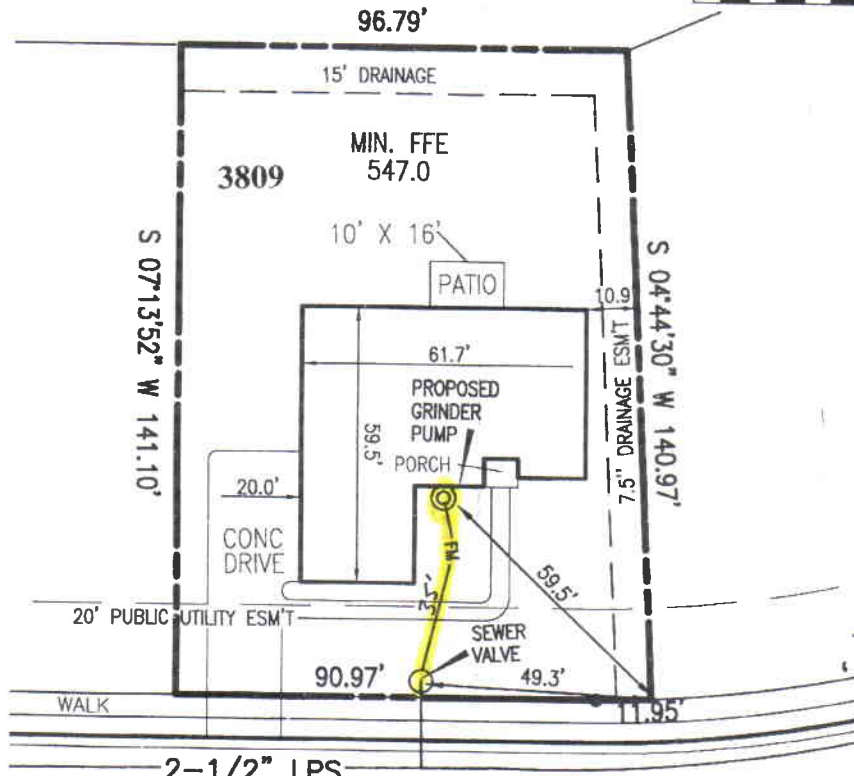 96.79'
15' DRAINAGE
MIN. FFE
547.0
3809
10' X 16'
PATIO
10.9'
S 07°13'52" W 141.10'
S 04°44'30" W 140.97'
7.5" DRAINAGE ESM'T
61.7'
59.5'
PROPOSED
GRINDER
PUMP
PORCH
20.0'
CONC
DRIVE
FM
35'
59.5'
20' PUBLIC UTILITY ESM'T
SEWER
VALVE
90.97'
49.3'
11.95'
WALK
2-1/2" LPS